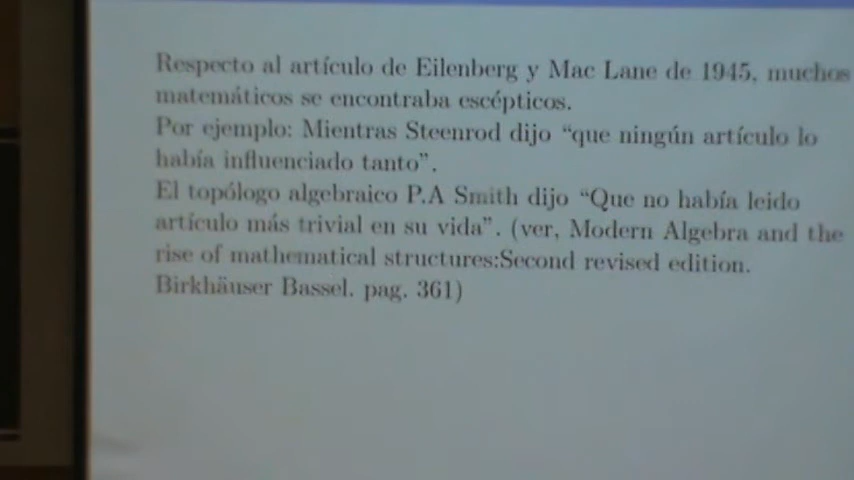 Respecto al artículo de Eilenberg y Mac Lane de 1945, muchos
matemáticos se encontraba escépticos.
Por ejemplo: Mientras Steenrod dijo “que ningún artículo lo
había influenciado tanto”.
El topólogo algebraico P.A Smith dijo “Que no había leido
artículo más trivial en su vida”. (ver, Modern Algebra and the
rise of mathematical structures:Second revised edition.
Birkhäuser Bassel. pag. 361)